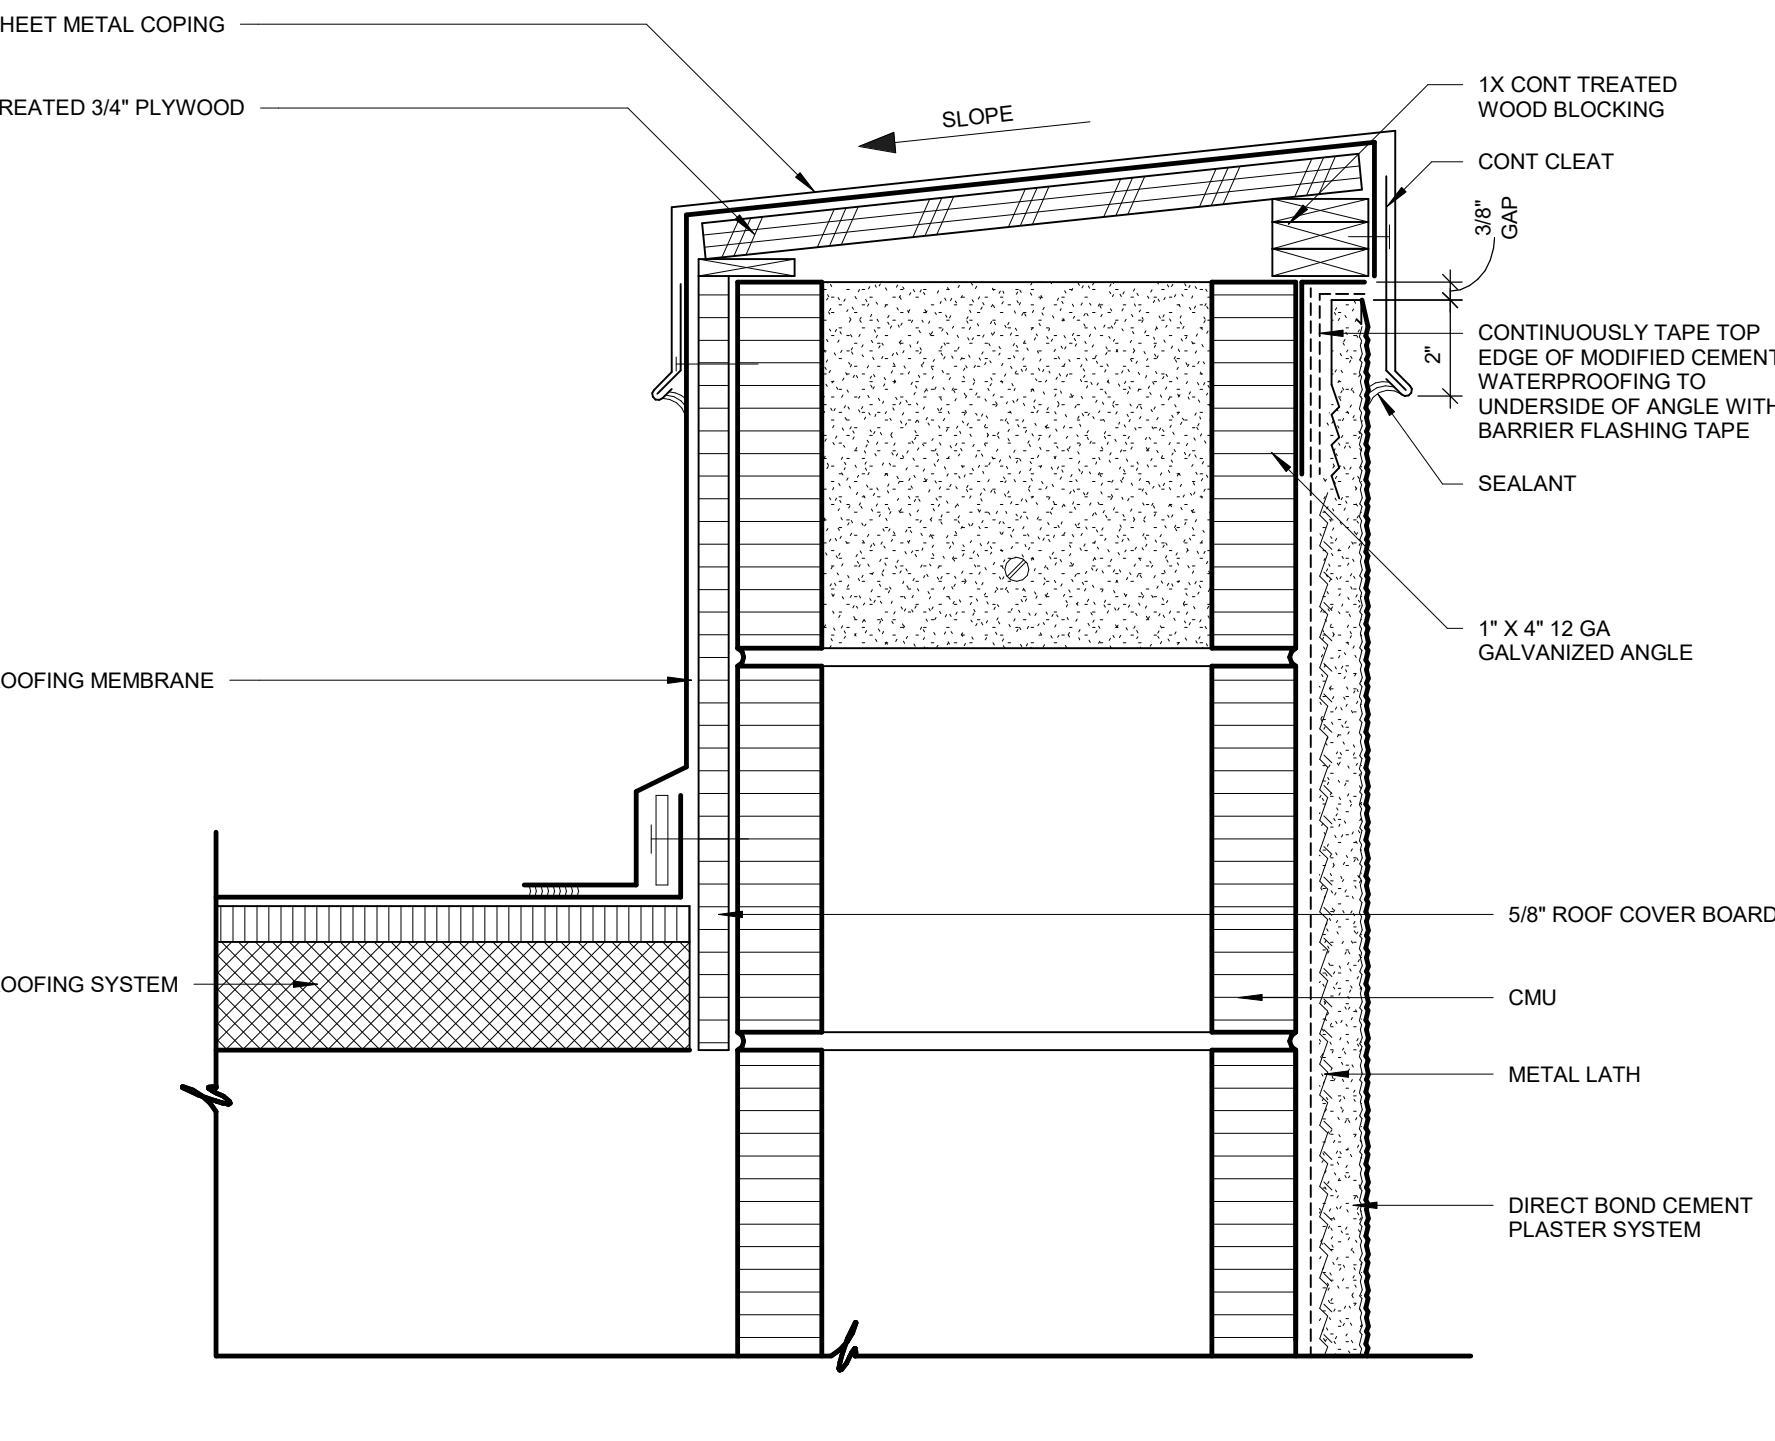 HEET METAL COPING
REATED 3/4" PLYWOOD
SLOPE
1X CONT TREATED
WOOD BLOCKING
CONT CLEAT
3/8"
GAP
2"
CONTINUOUSLY TAPE TOP
EDGE OF MODIFIED CEMENT
WATERPROOFING TO
UNDERSIDE OF ANGLE WITH
BARRIER FLASHING TAPE
SEALANT
1" X 4" 12 GA
GALVANIZED ANGLE
OOFING MEMBRANE
5/8" ROOF COVER BOARD
OOFING SYSTEM
CMU
METAL LATH
DIRECT BOND CEMENT
PLASTER SYSTEM